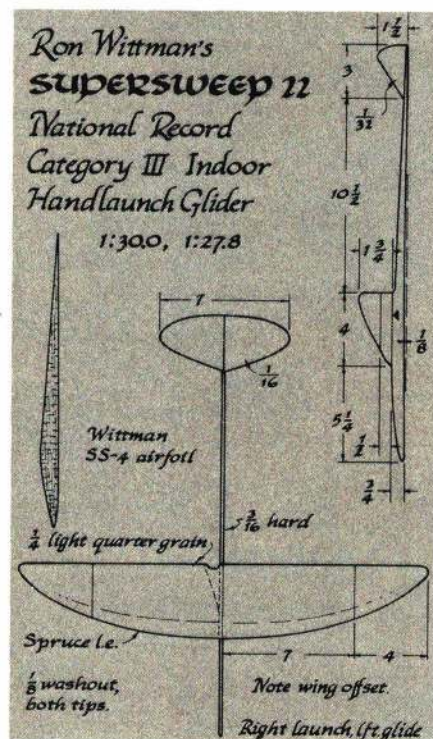 Ron Wittman's
SUPERSWEEP 22
National Record
Category III Indoor
Handlaunch Glider
1:30.0, 1:27.8
1 1/2
3
1/32
10 1/2
1 3/4
4
1/8
5 1/4
1/2
3/4
7
1/16
Wittman
SS-4 airfoil
3/16 hard
1/4 light quarter grain
Spruce l.e.
7
4
1/8 washout,
both tips.
Note wing offset.
Right launch, lft. glide